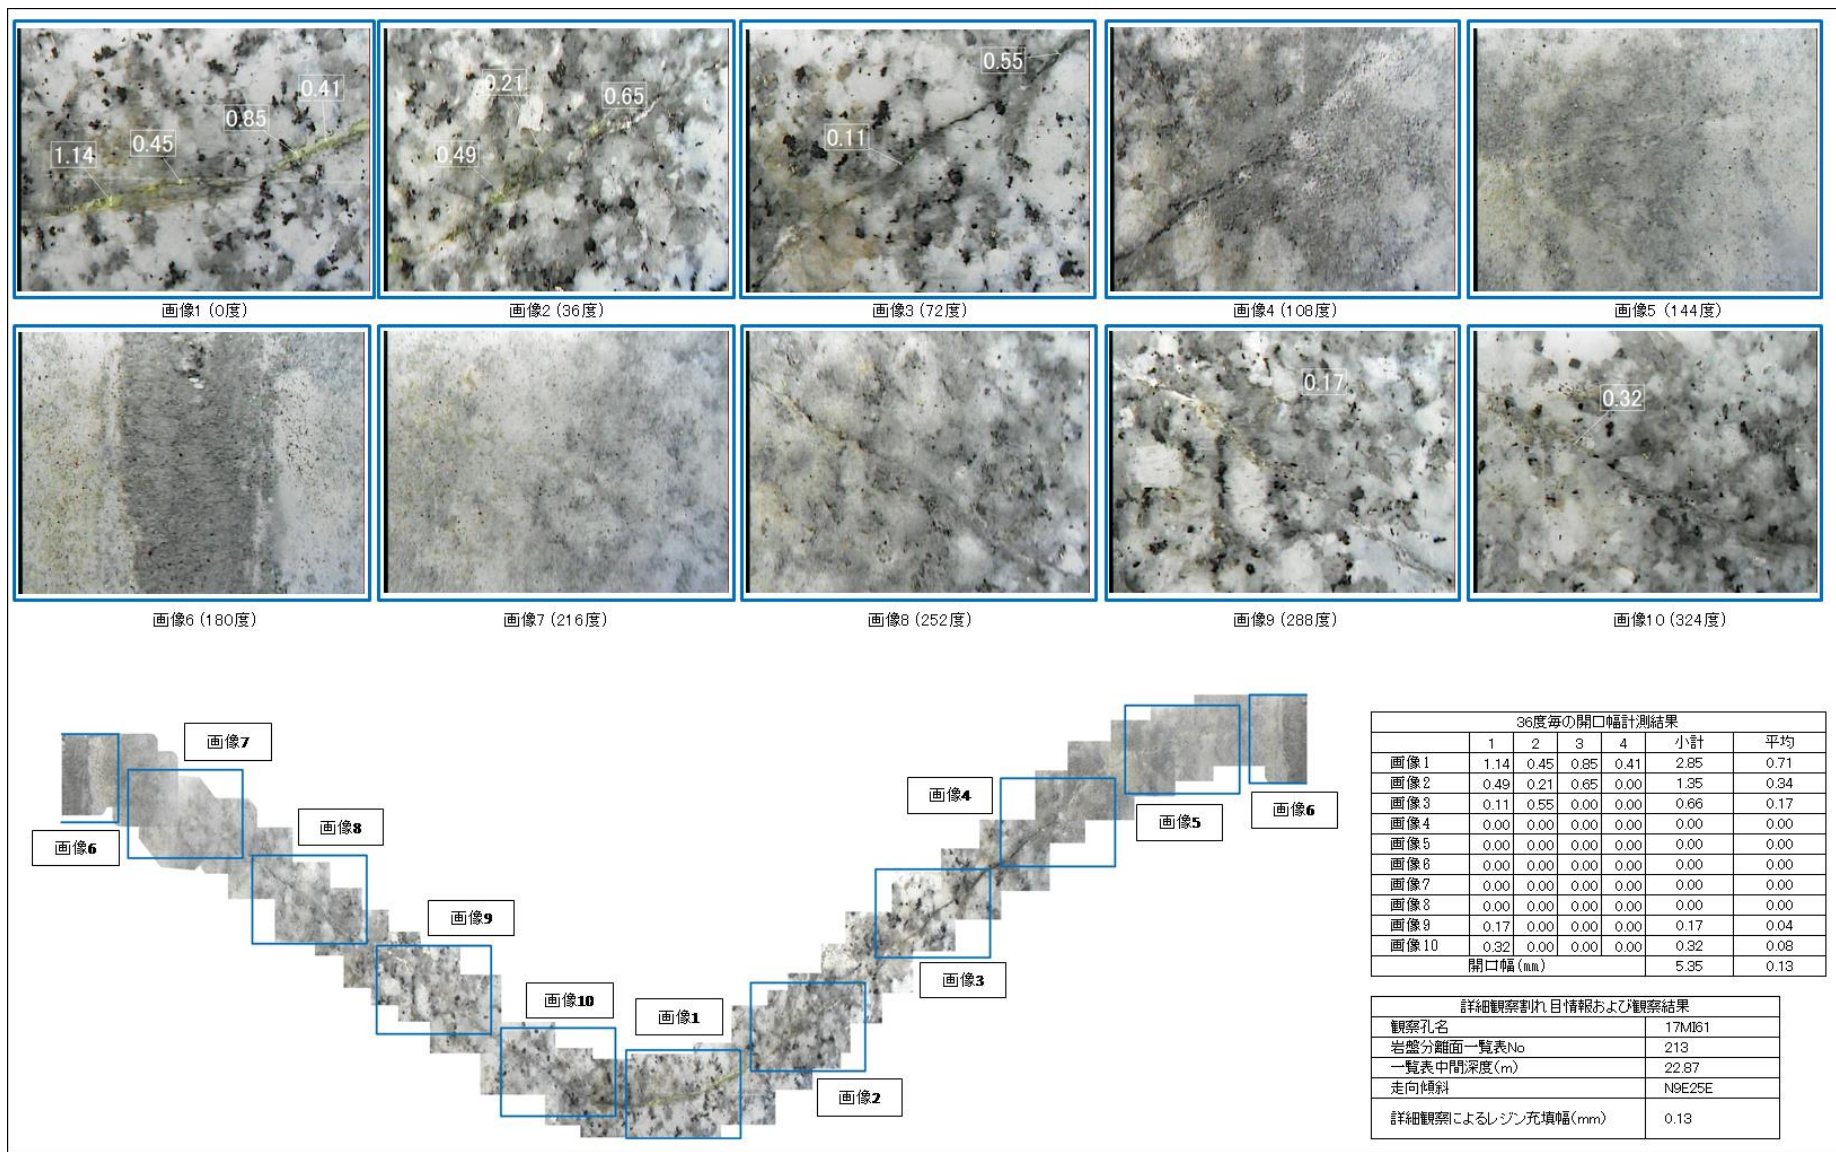 1.14
0.45
0.85
0.41
0.49
0.21
0.65
0.11
0.55
画像1 (0度)
画像2 (36度)
画像3 (72度)
画像4 (108度)
画像5 (144度)
0.17
0.32
画像6 (180度)
画像7 (216度)
画像8 (252度)
画像9 (288度)
画像10 (324度)
画像6
画像7
画像8
画像9
画像10
画像1
画像2
画像3
画像4
画像5
画像6
36度毎の開口幅計測結果
1 2 3 4 小計 平均
画像1 1.14 0.45 0.85 0.41 2.85 0.71
画像2 0.49 0.21 0.65 0.00 1.35 0.34
画像3 0.11 0.55 0.00 0.00 0.66 0.17
画像4 0.00 0.00 0.00 0.00 0.00 0.00
画像5 0.00 0.00 0.00 0.00 0.00 0.00
画像6 0.00 0.00 0.00 0.00 0.00 0.00
画像7 0.00 0.00 0.00 0.00 0.00 0.00
画像8 0.00 0.00 0.00 0.00 0.00 0.00
画像9 0.17 0.00 0.00 0.00 0.17 0.04
画像10 0.32 0.00 0.00 0.00 0.32 0.08
開口幅(mm) 5.35 0.13
詳細観察割れ目情報および観察結果
観察孔名 17MI61
岩盤分離面一覧表No 213
一覧表中間深度(m) 22.87
走向傾斜 N9E25E
詳細観察によるレジン充填幅(mm) 0.13